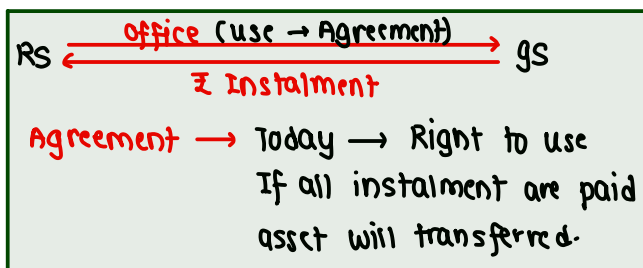 office (use → Agreement)
RS gs
₹ Instalment
Agreement → Today → Right to use
If all instalment are paid
asset will transferred.